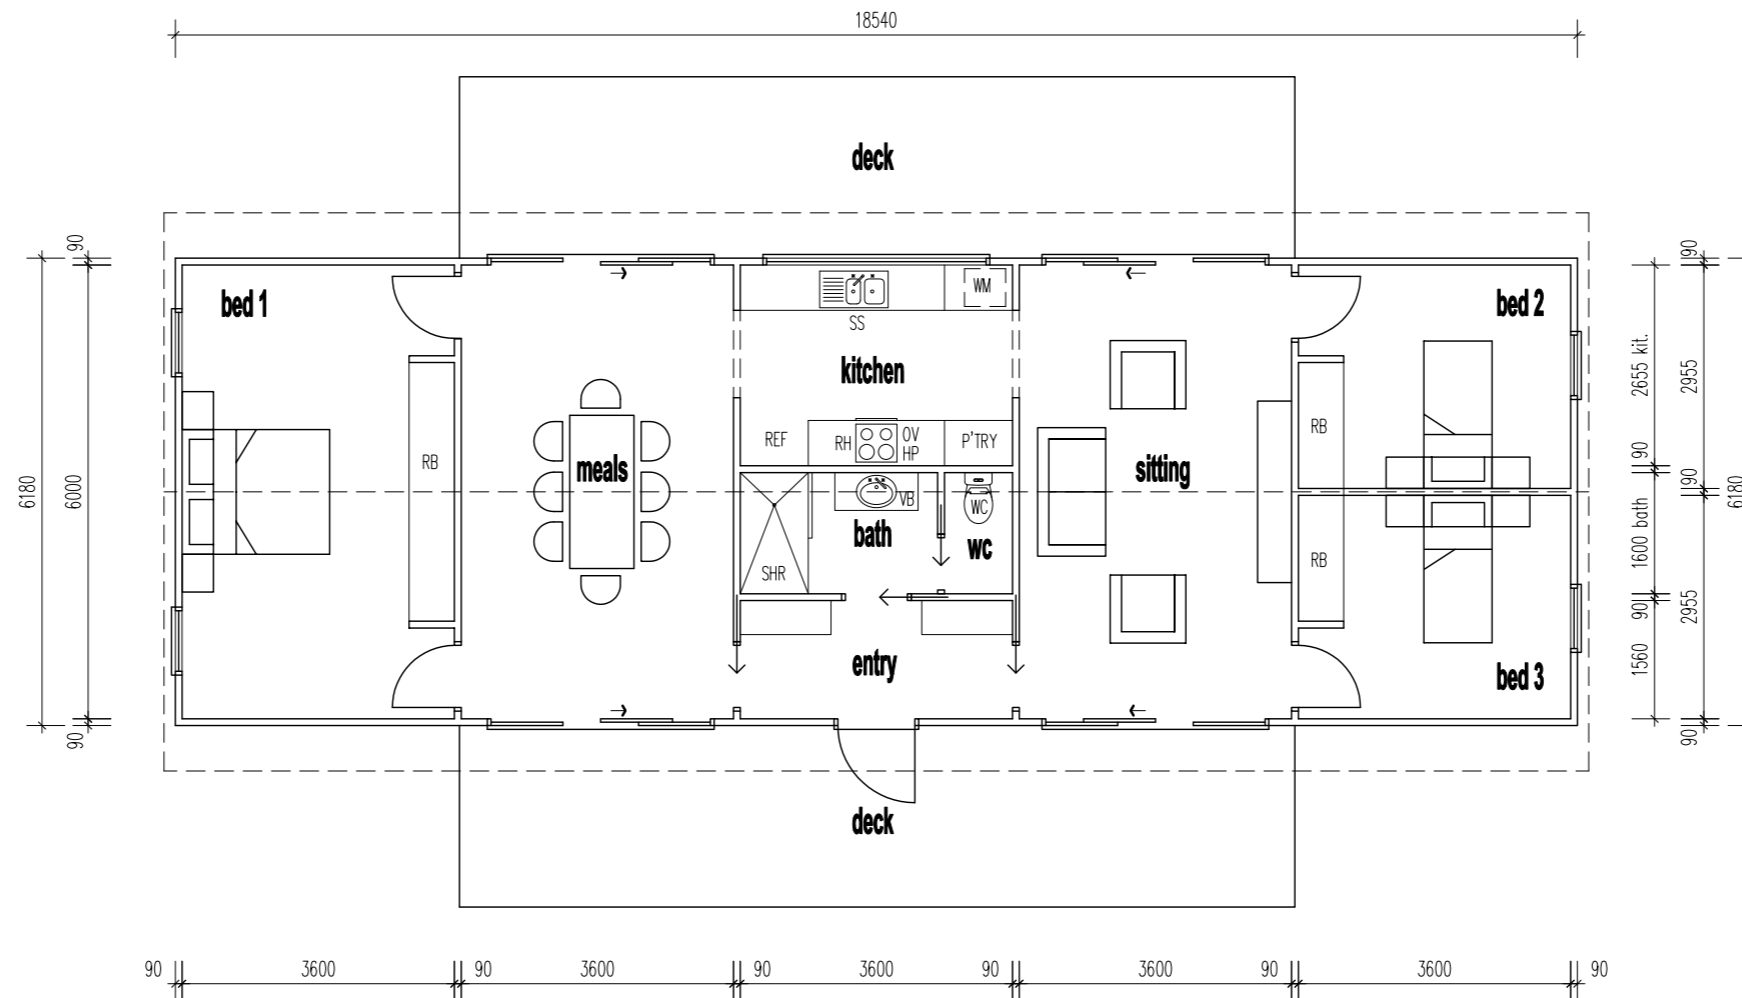 18540
deck
90
90
bed 1
bed 2
WM
SS
kitchen
2655 kit.
2955
REF
RH
OV
HP
P'TRY
RB
RB
meals
sitting
90
90
6180
6000
6180
VB
WC
bath
wc
1600 bath
SHR
RB
90
2955
entry
bed 3
1560
90
90
deck
90
3600
90
3600
90
3600
90
3600
90
3600
90